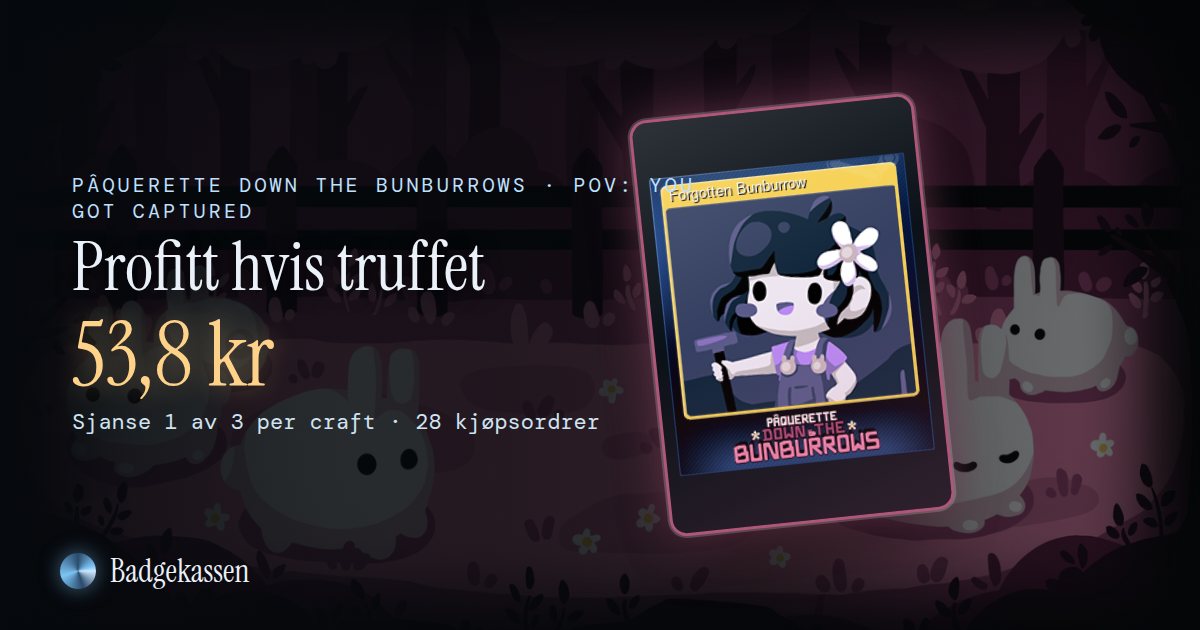 PÂQUERETTE DOWN THE BUNBURROWS · POV: YOU
GOT CAPTURED
Profitt hvis truffet
53,8 kr
Sjanse 1 av 3 per craft · 28 kjøpsordrer
Forgotten Bunburrow
PÂQUERETTE
DOWN THE
BUNBURROWS
Badgekassen